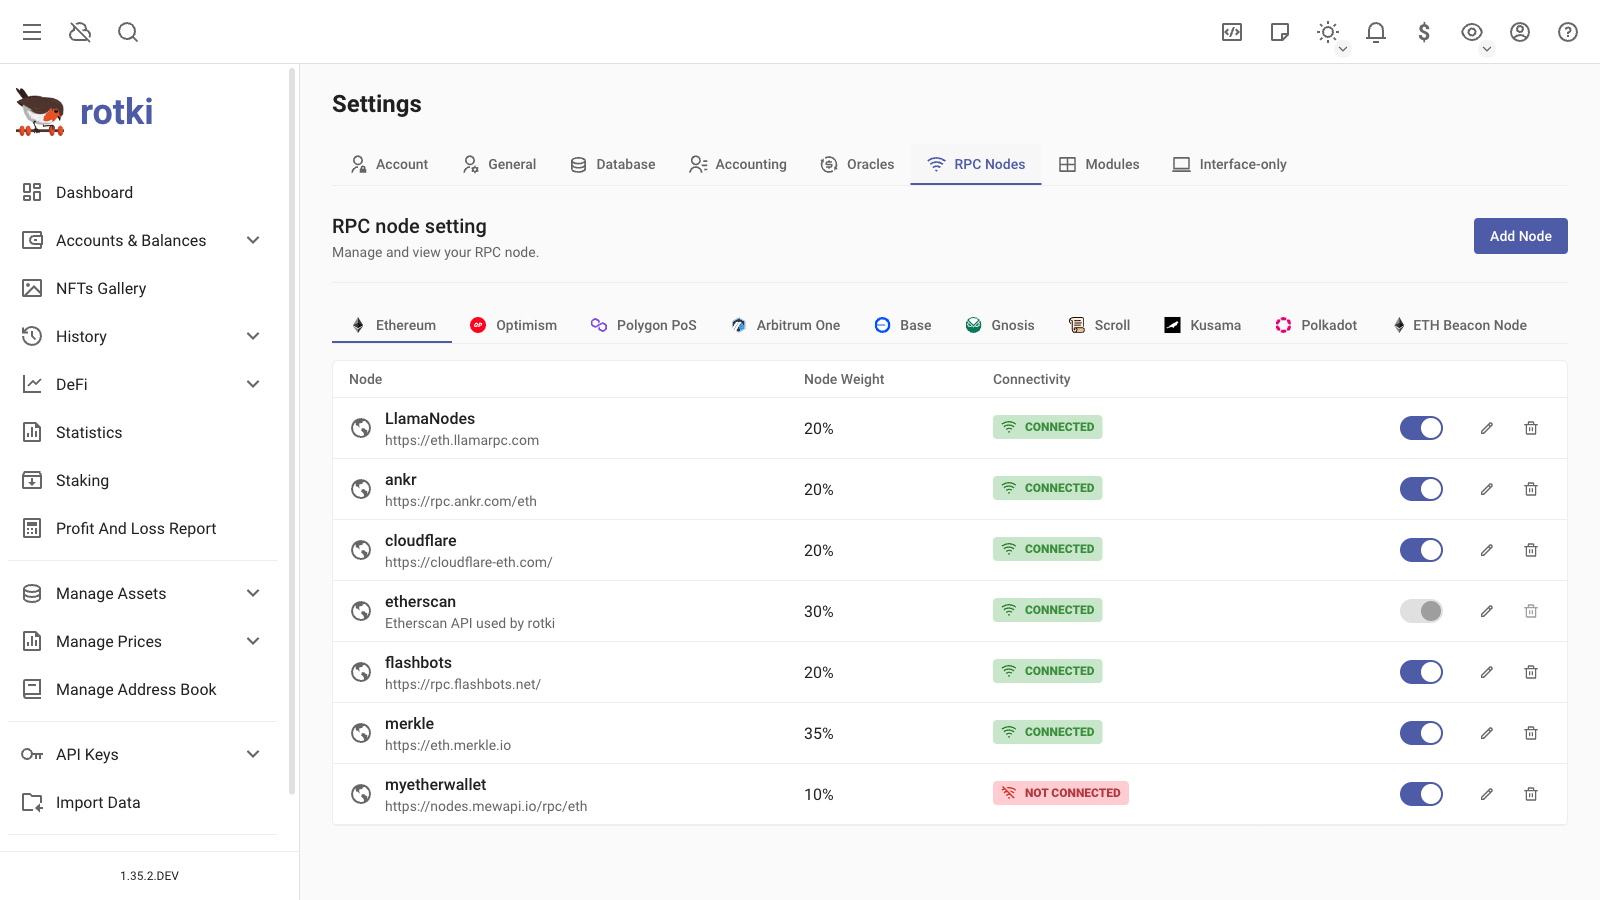 rotki
Dashboard
Accounts & Balances
NFTs Gallery
History
DeFi
Statistics
Staking
Profit And Loss Report
Manage Assets
Manage Prices
Manage Address Book
API Keys
Import Data
1.35.2.DEV
Settings
Account General Database Accounting Oracles RPC Nodes Modules Interface-only
RPC node setting
Manage and view your RPC node.
Add Node
Ethereum Optimism Polygon PoS Arbitrum One Base Gnosis Scroll Kusama Polkadot ETH Beacon Node
Node Node Weight Connectivity
LlamaNodes
https://eth.llamarpc.com
20% CONNECTED
ankr
https://rpc.ankr.com/eth
20% CONNECTED
cloudflare
https://cloudflare-eth.com/
20% CONNECTED
etherscan
Etherscan API used by rotki
30% CONNECTED
flashbots
https://rpc.flashbots.net/
20% CONNECTED
merkle
https://eth.merkle.io
35% CONNECTED
myetherwallet
https://nodes.mewapi.io/rpc/eth
10% NOT CONNECTED